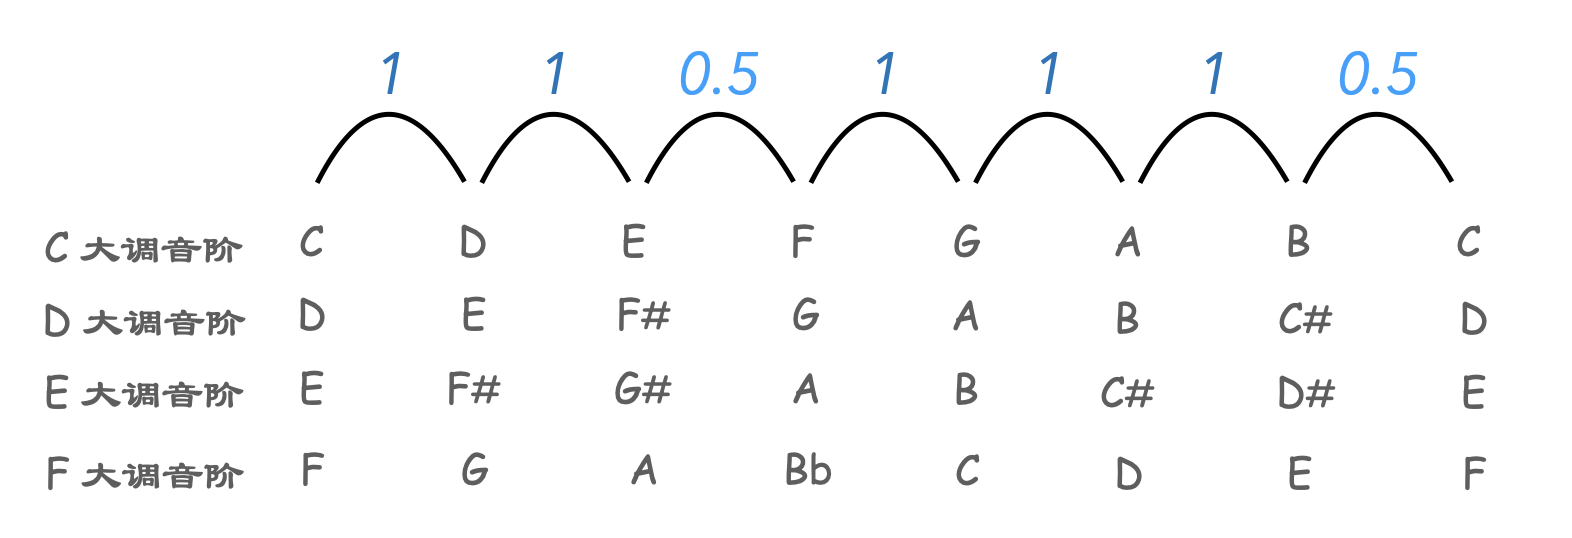 1 1 0.5 1 1 1 0.5
C 大调音阶 C D E F G A B C
D 大调音阶 D E F# G A B C# D
E 大调音阶 E F# G# A B C# D# E
F 大调音阶 F G A Bb C D E F